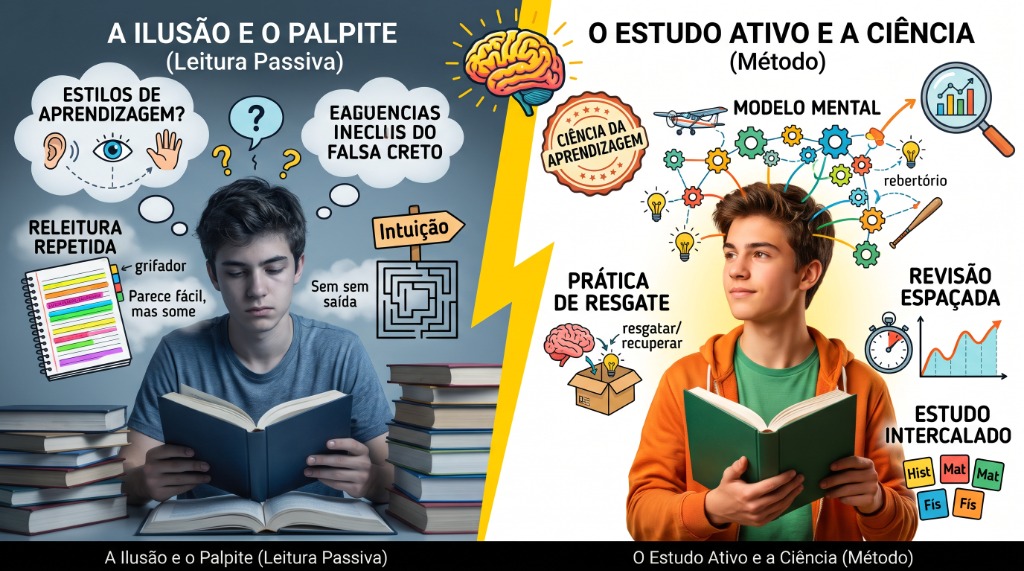 A ILUSÃO E O PALPITE
(Leitura Passiva)
ESTILOS DE
APRENDIZAGEM?
?
?
?
EAGUENCIAS
INECLUIS DO
FALSA CRETO
RELEITURA
REPETIDA
grifador
Parece fácil,
mas some
Intuição
Sem sem
saída
O ESTUDO ATIVO E A CIÊNCIA
(Método)
CIÊNCIA DA
APRENDIZAGEM
MODELO MENTAL
rebertório
PRÁTICA
DE RESGATE
resgatar/
recuperar
REVISÃO
ESPAÇADA
ESTUDO
INTERCALADO
Hist
Mat
Mat
Fís
Fís
A Ilusão e o Palpite (Leitura Passiva)
O Estudo Ativo e a Ciência (Método)